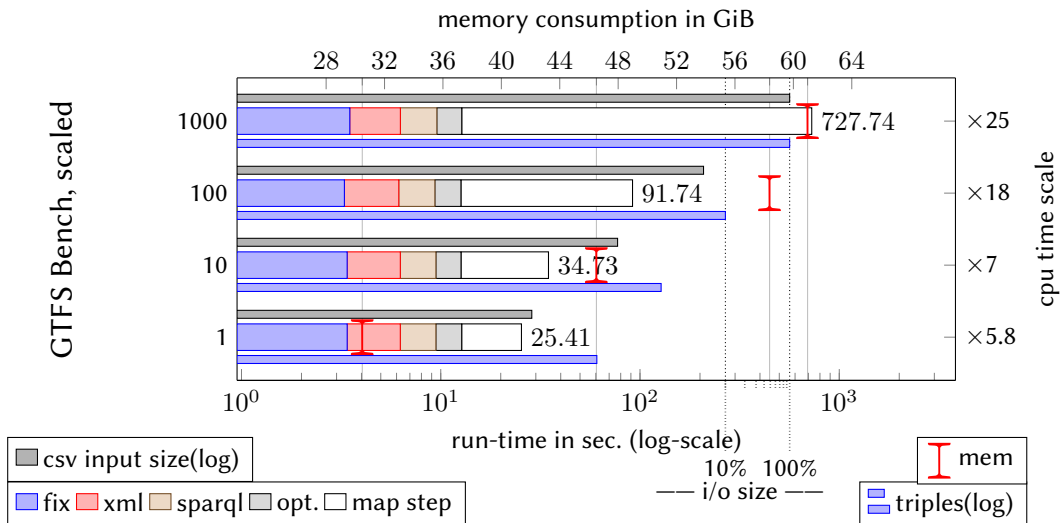 memory consumption in GiB
28 32 36 40 44 48 52 56 60 64
GTFS Bench, scaled
1000 727.74 ×25
100 91.74 ×18
10 34.73 ×7
1 25.41 ×5.8
cpu time scale
10^0 10^1 10^2 10^3
run-time in sec. (log-scale)
10% 100%
i/o size
csv input size(log)
fix xml sparql opt. map step
mem
triples(log)